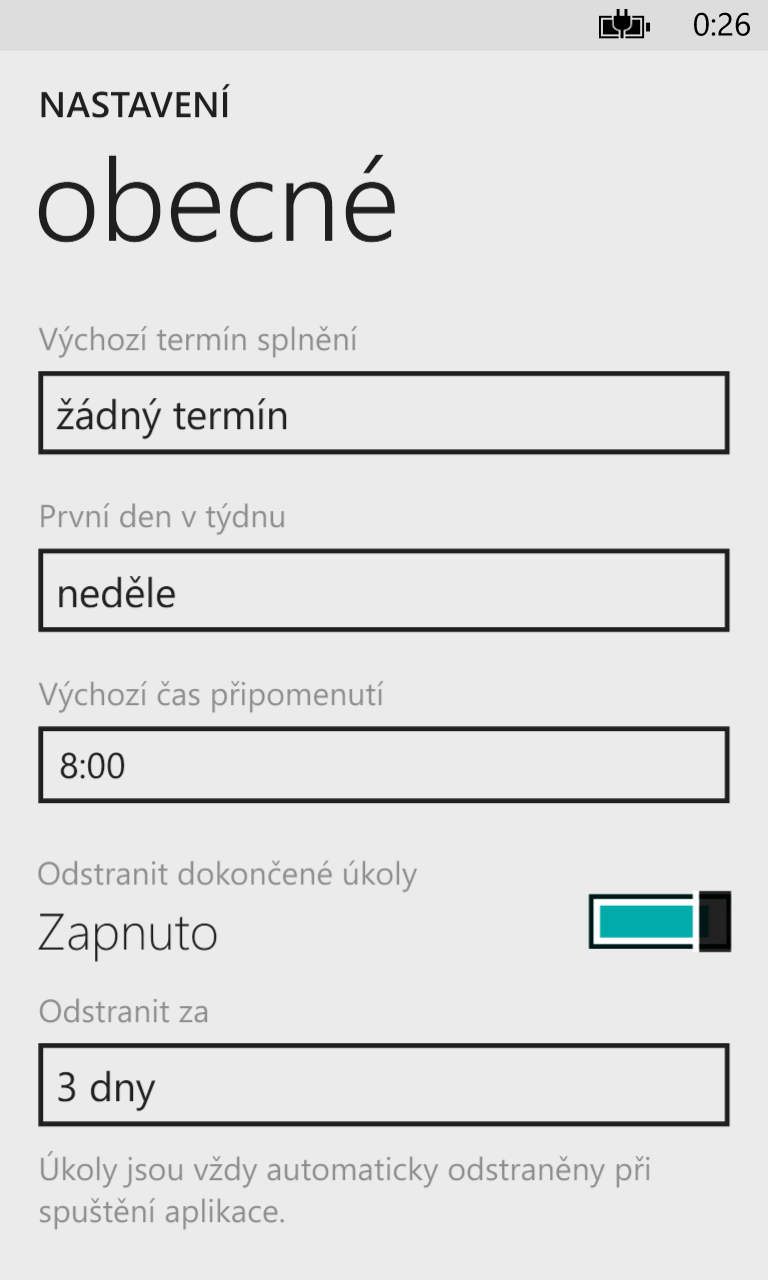 0:26
NASTAVENÍ
obecné
Výchozí termín splnění
žádný termín
První den v týdnu
neděle
Výchozí čas připomenutí
8:00
Odstranit dokončené úkoly
Zapnuto
Odstranit za
3 dny
Úkoly jsou vždy automaticky odstraněny při
spuštění aplikace.